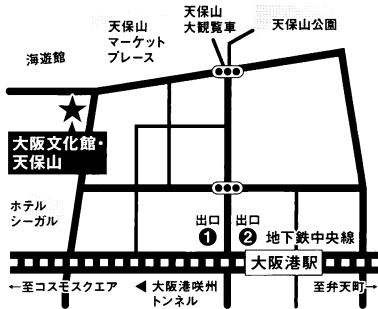 天保山
マーケット
プレース
天保山
大観覧車
天保山公園
海遊館
大阪文化館・
天保山
ホテル
シーガル
出口
1
出口
2
地下鉄中央線
大阪港駅
←至コスモスクエア
◀ 大阪港咲州
トンネル
至弁天町→